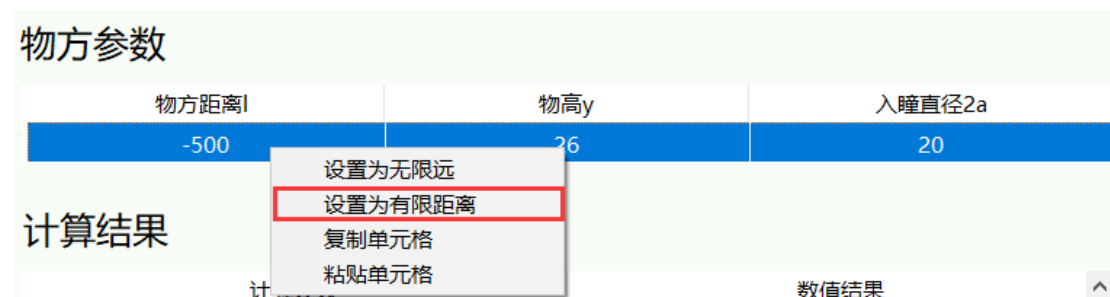 物方参数
物方距离l 物高y 入瞳直径2a
-500 26 20
设置为无限远
设置为有限距离
计算结果
复制单元格
粘贴单元格
计 数值结果